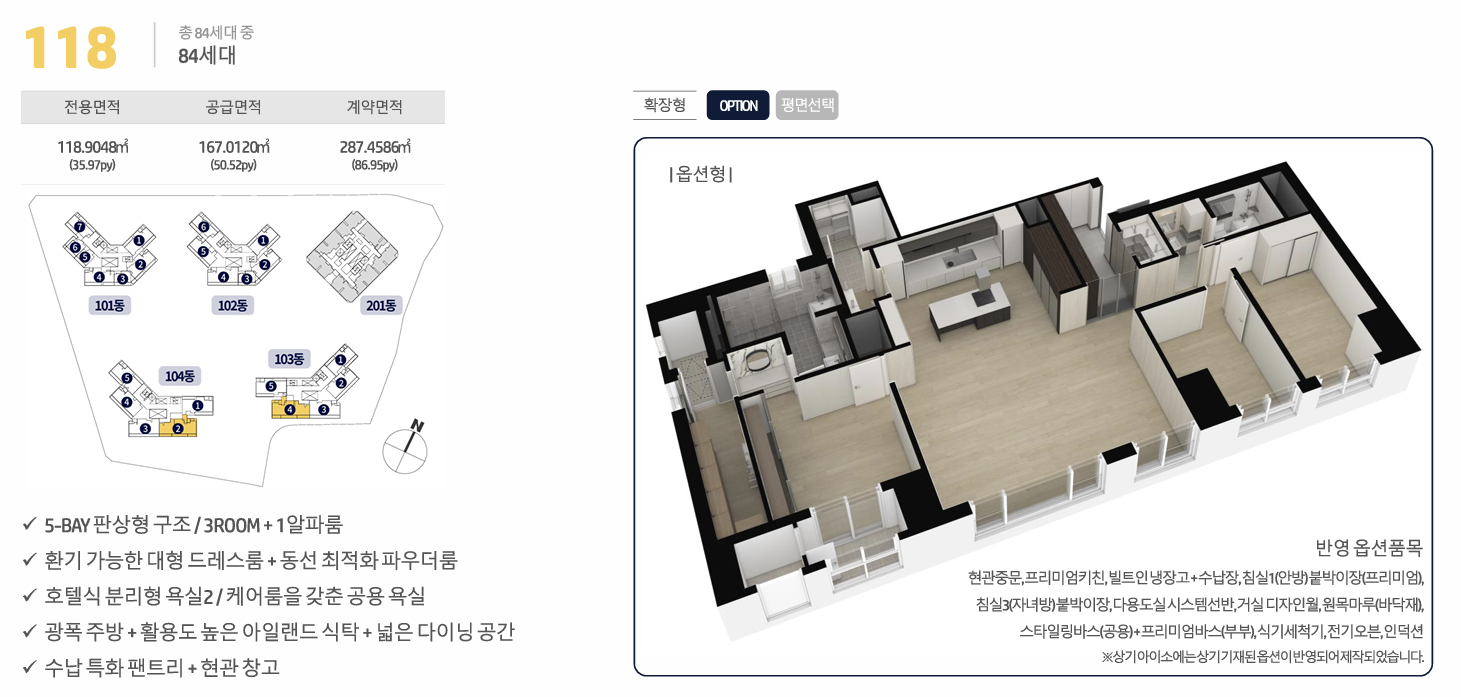 118
총 84세대 중
84세대
전용면적 공급면적 계약면적
118.9048㎡ 167.0120㎡ 287.4586㎡
(35.97py) (50.52py) (86.95py)
7 1 6 5 2 4 3
101동
6 1 5 2 4 3
102동
201동
104동
5 4 1 3 2
103동
1 5 2 4 3
N
✓ 5-BAY 판상형 구조 / 3ROOM + 1알파룸
✓ 환기 가능한 대형 드레스룸 + 동선 최적화 파우더룸
✓ 호텔식 분리형 욕실2 / 케어룸을 갖춘 공용 욕실
✓ 광폭 주방 + 활용도 높은 아일랜드 식탁 + 넓은 다이닝 공간
✓ 수납 특화 팬트리 + 현관 창고
확장형 OPTION 평면선택
| 옵션형 |
반영 옵션품목
현관중문, 프리미엄키친, 빌트인 냉장고+수납장, 침실1(안방)붙박이장(프리미엄),
침실3(자녀방)붙박이장, 다용도실 시스템선반, 거실 디자인월, 원목마루(바닥재),
스타일링바스(공용)+프리미엄바스(부부), 식기세척기, 전기오븐, 인덕션
※상기 아이소에는 상기 기재된 옵션이 반영되어 제작되었습니다.